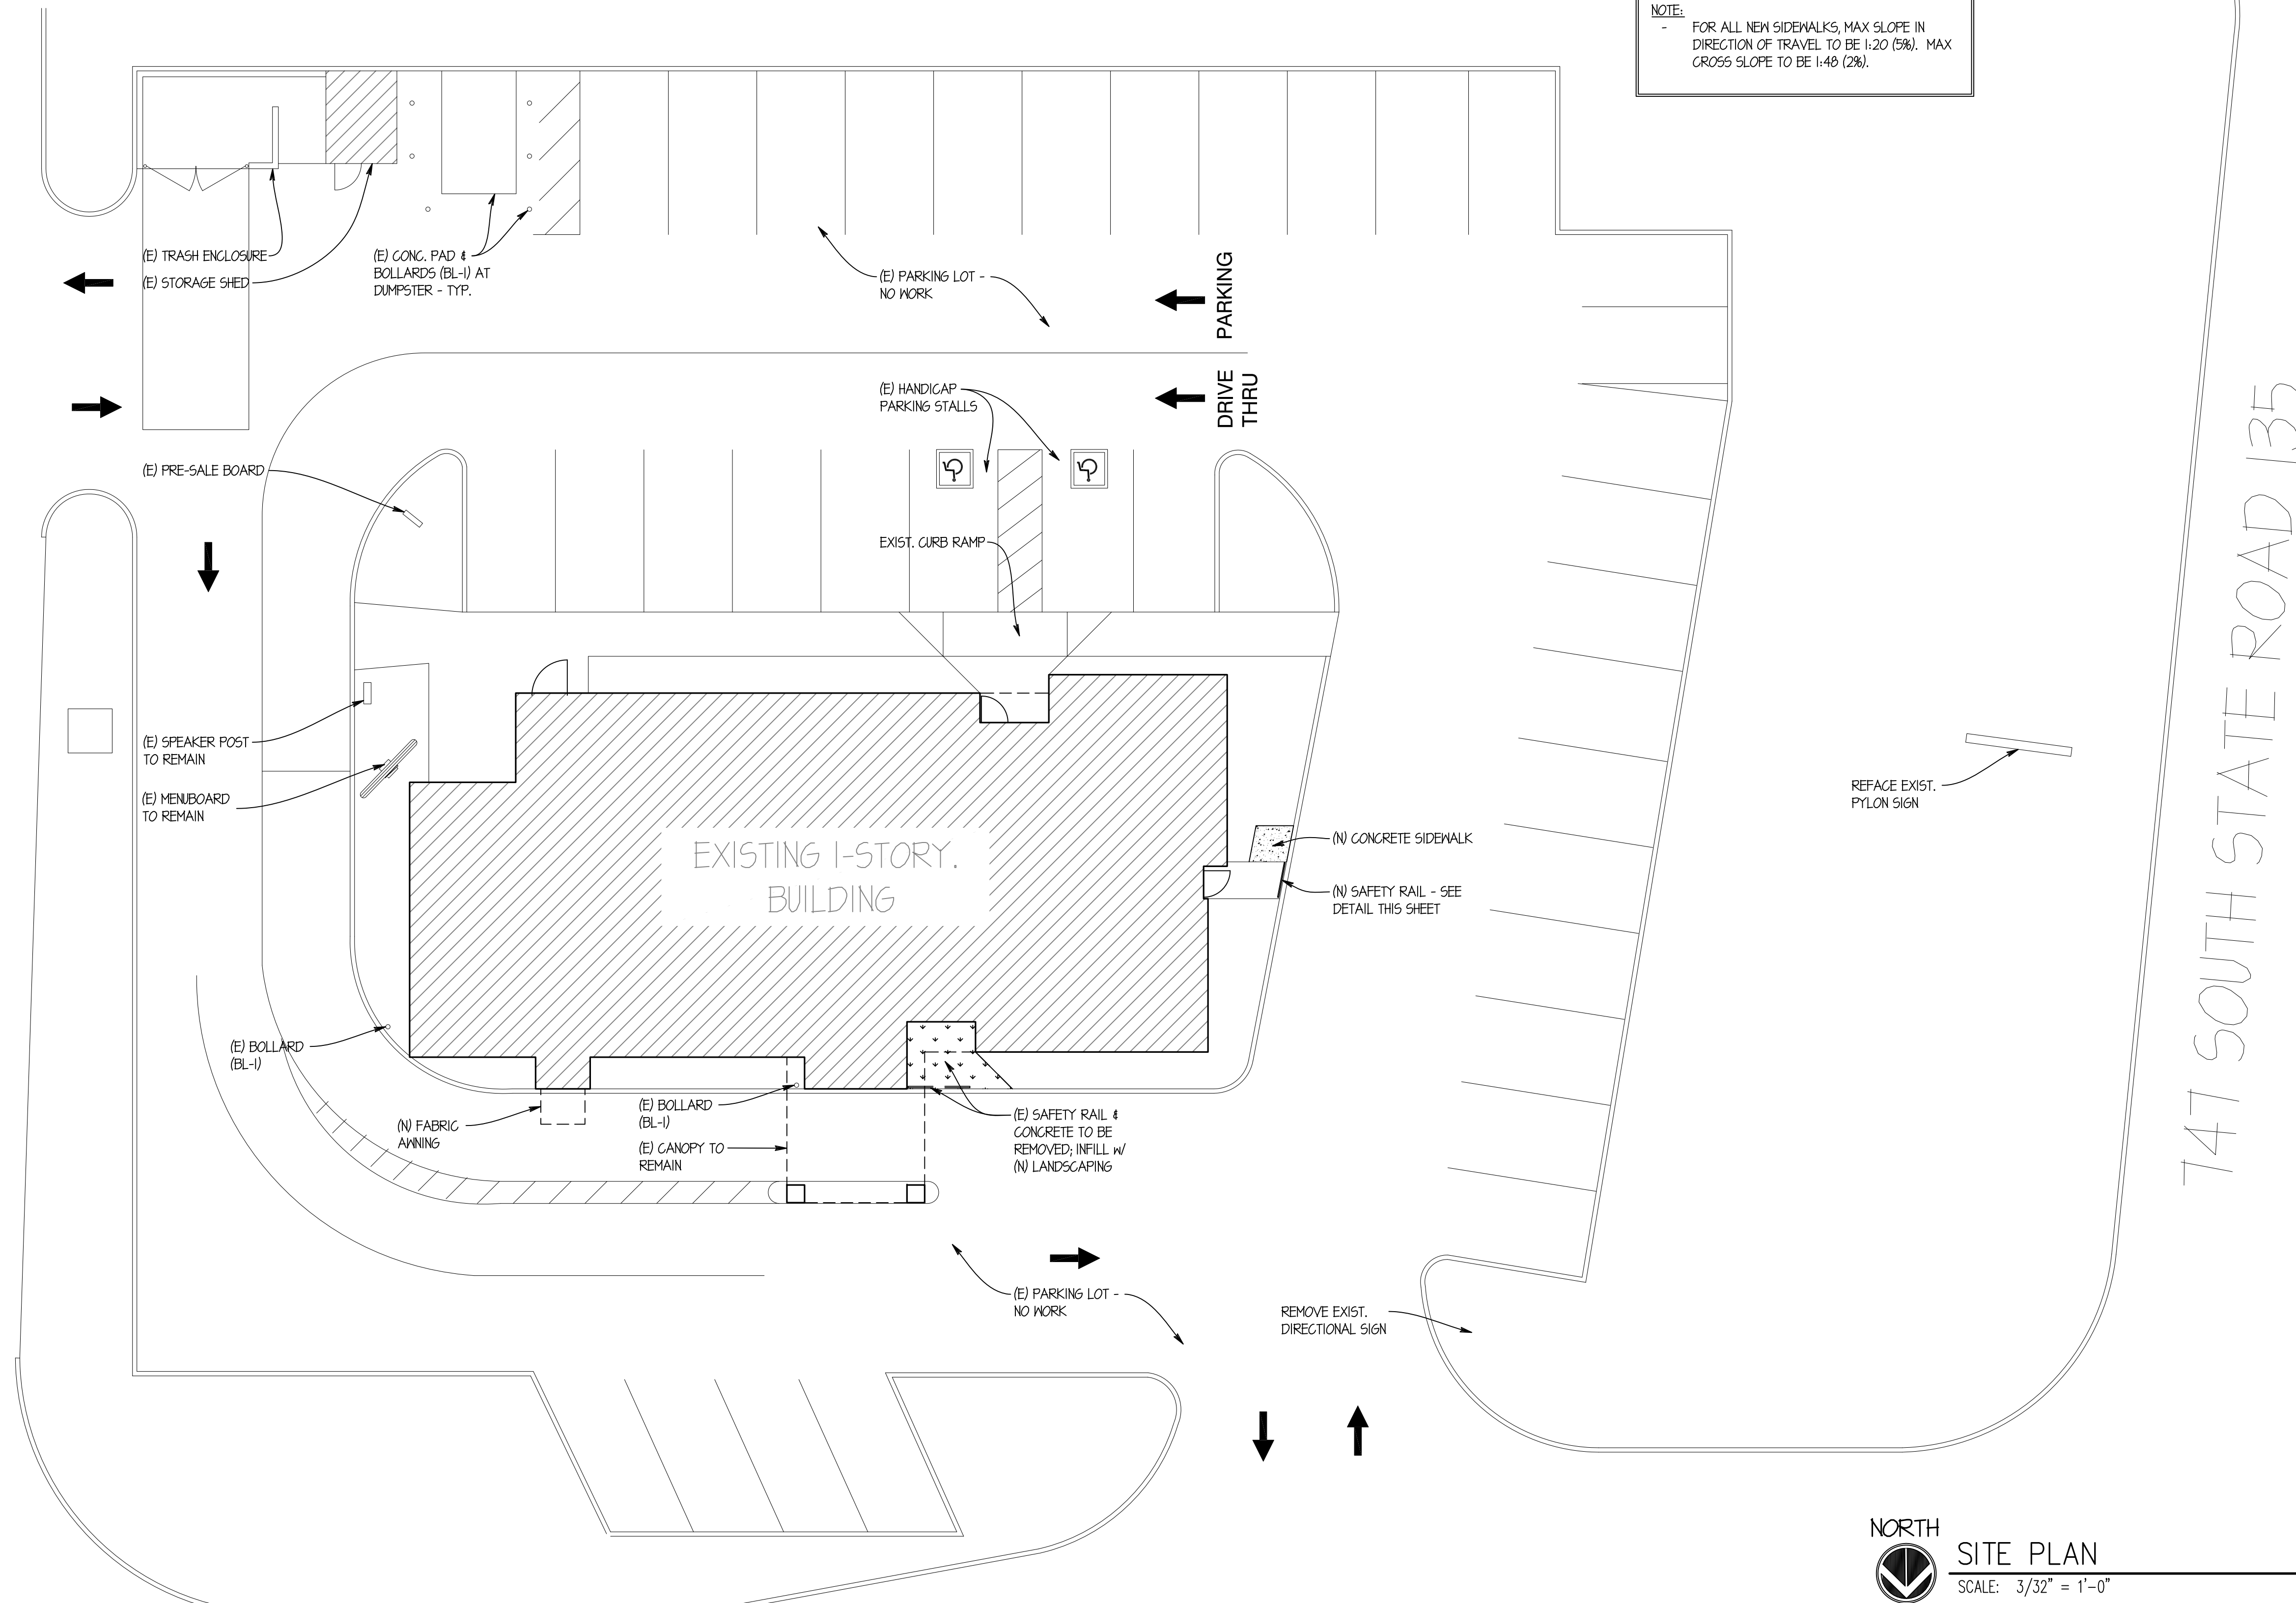 NOTE:
- FOR ALL NEW SIDEWALKS, MAX SLOPE IN
DIRECTION OF TRAVEL TO BE 1:20 (5%). MAX
CROSS SLOPE TO BE 1:48 (2%).
(E) TRASH ENCLOSURE
(E) STORAGE SHED
(E) CONC. PAD &
BOLLARDS (BL-1) AT
DUMPSTER - TYP.
(E) PARKING LOT -
NO WORK
PARKING
DRIVE
THRU
(E) HANDICAP
PARKING STALLS
(E) PRE-SALE BOARD
EXIST. CURB RAMP
(E) SPEAKER POST
TO REMAIN
(E) MENUBOARD
TO REMAIN
EXISTING 1-STORY.
BUILDING
(N) CONCRETE SIDEWALK
(N) SAFETY RAIL - SEE
DETAIL THIS SHEET
REFACE EXIST.
PYLON SIGN
747 SOUTH STATE ROAD 135
(E) BOLLARD
(BL-1)
(N) FABRIC
AWNING
(E) BOLLARD
(BL-1)
(E) CANOPY TO
REMAIN
(E) SAFETY RAIL &
CONCRETE TO BE
REMOVED; INFILL W/
(N) LANDSCAPING
(E) PARKING LOT -
NO WORK
REMOVE EXIST.
DIRECTIONAL SIGN
NORTH
SITE PLAN
SCALE: 3/32" = 1'-0"